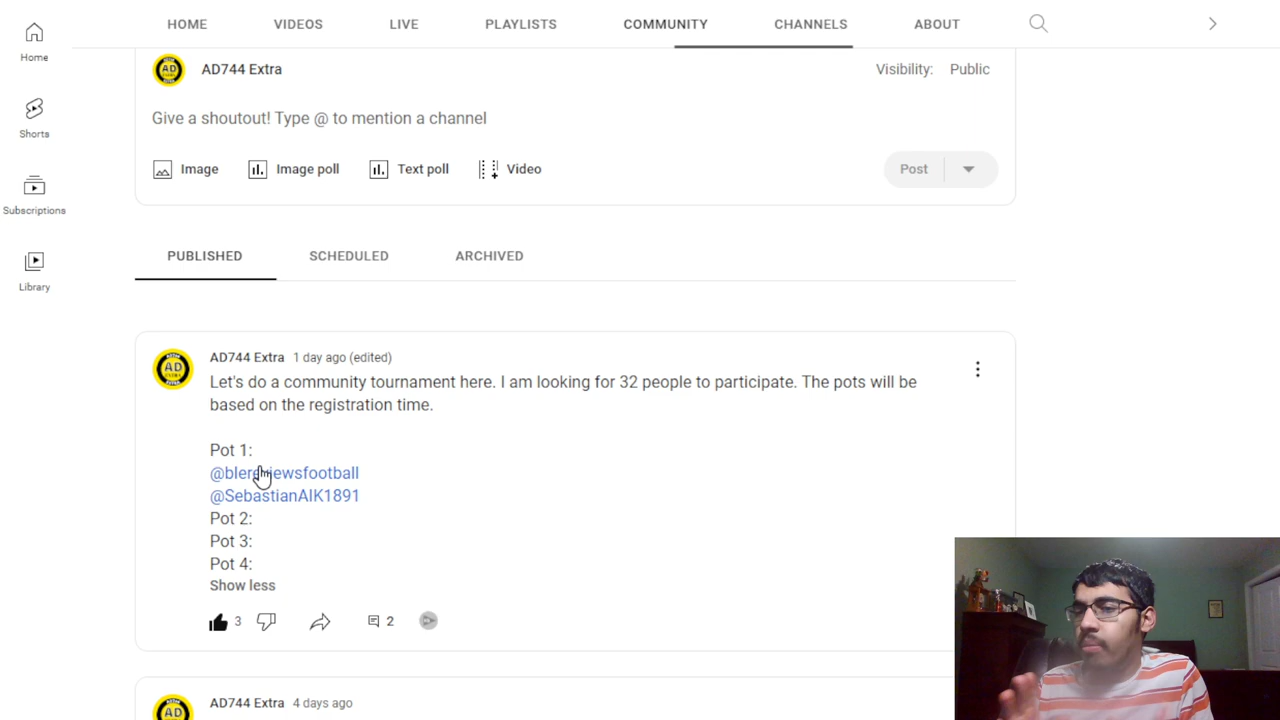 HOME VIDEOS LIVE PLAYLISTS COMMUNITY CHANNELS ABOUT
Home
Shorts
Subscriptions
Library
AD744 Extra Visibility: Public
Give a shoutout! Type @ to mention a channel
Image Image poll Text poll Video Post
PUBLISHED SCHEDULED ARCHIVED
AD744 Extra 1 day ago (edited)
Let's do a community tournament here. I am looking for 32 people to participate. The pots will be
based on the registration time.
Pot 1:
@SebastianAIK1891
Pot 2:
Pot 3:
Pot 4:
Show less
3 2
AD744 Extra 4 days ago